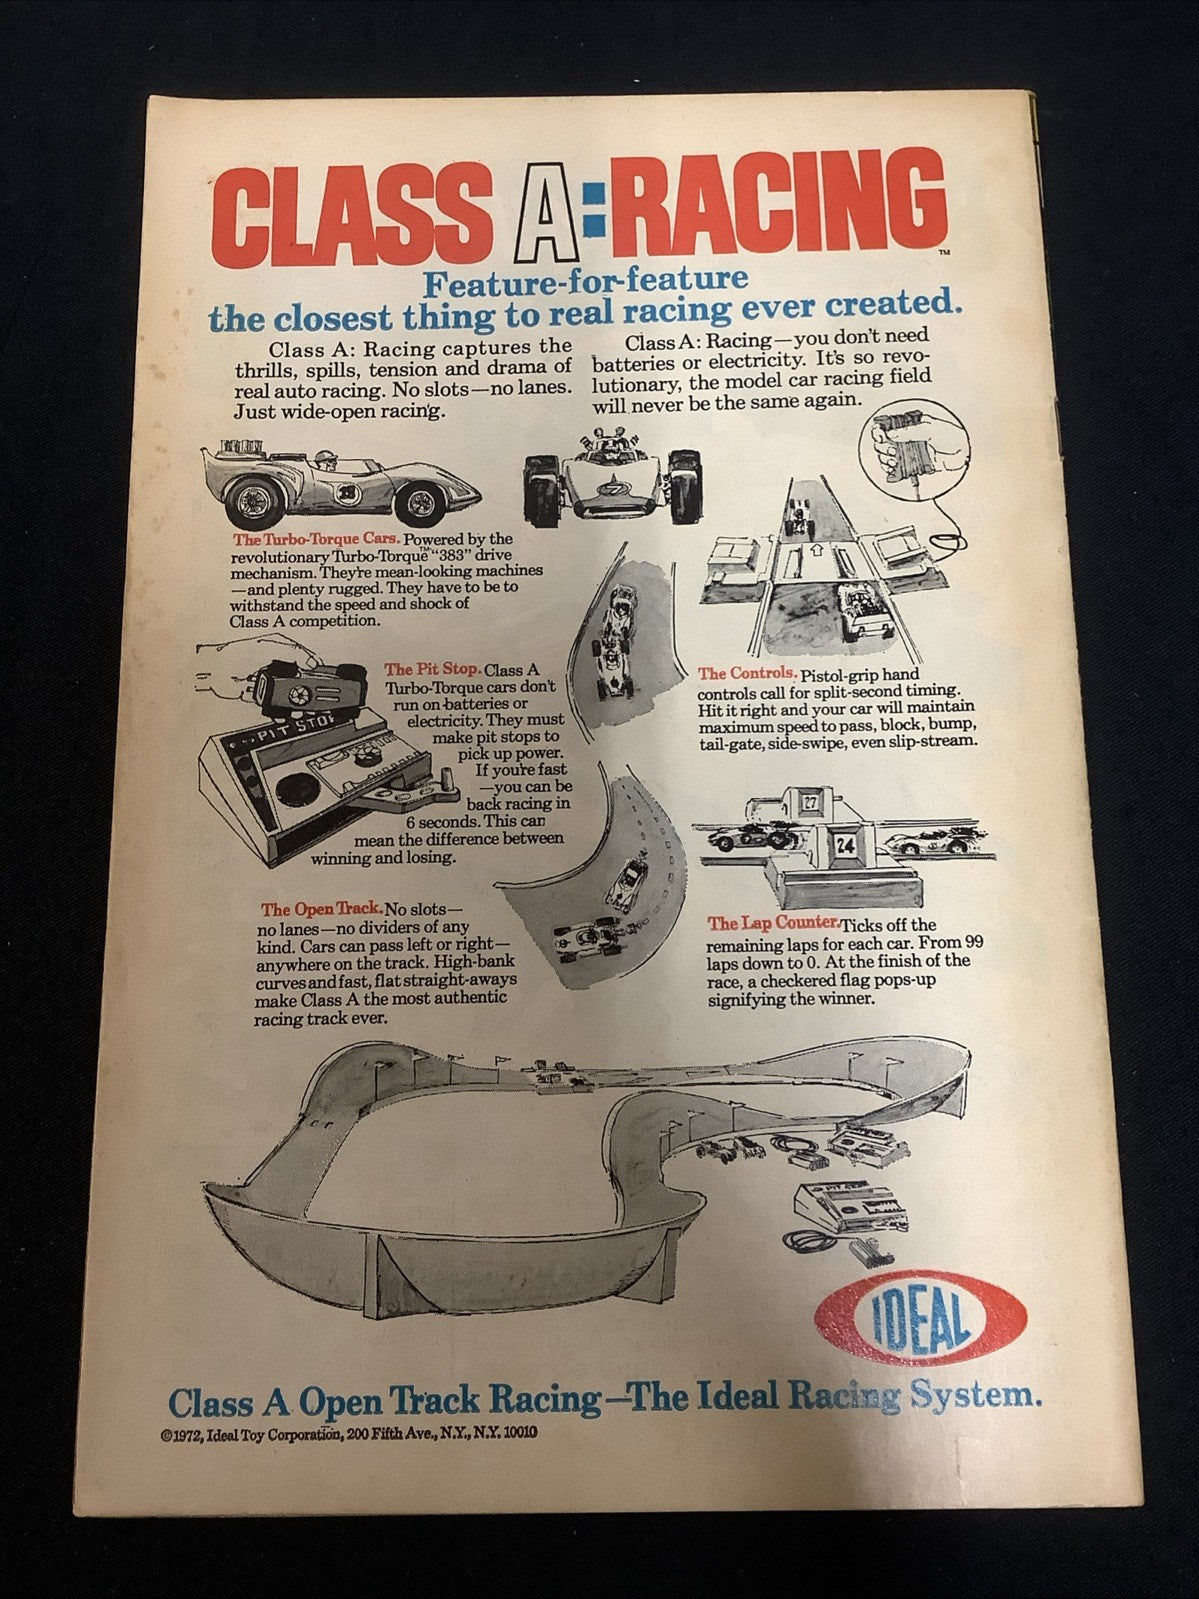 CLASS A:RACING
TM
Feature-for-feature
the closest thing to real racing ever created.
Class A: Racing captures the
thrills, spills, tension and drama of
real auto racing. No slots—no lanes.
Just wide-open racing.
Class A: Racing—you don't need
batteries or electricity. It's so revo-
lutionary, the model car racing field
will never be the same again.
The Turbo-Torque Cars. Powered by the
revolutionary Turbo-Torque™ "383" drive
mechanism. They're mean-looking machines
—and plenty rugged. They have to be to
withstand the speed and shock of
Class A competition.
PIT STOP
The Pit Stop. Class A
Turbo-Torque cars don't
run on batteries or
electricity. They must
make pit stops to
pick up power.
If you're fast
—you can be
back racing in
6 seconds. This can
mean the difference between
winning and losing.
7
The Controls. Pistol-grip hand
controls call for split-second timing.
Hit it right and your car will maintain
maximum speed to pass, block, bump,
tail-gate, side-swipe, even slip-stream.
27
24
The Open Track. No slots—
no lanes—no dividers of any
kind. Cars can pass left or right—
anywhere on the track. High-bank
curves and fast, flat straight-aways
make Class A the most authentic
racing track ever.
The Lap Counter. Ticks off the
remaining laps for each car. From 99
laps down to 0. At the finish of the
race, a checkered flag pops-up
signifying the winner.
PIT STOP
IDEAL
Class A Open Track Racing—The Ideal Racing System.
©1972, Ideal Toy Corporation, 200 Fifth Ave., N.Y., N.Y. 10010